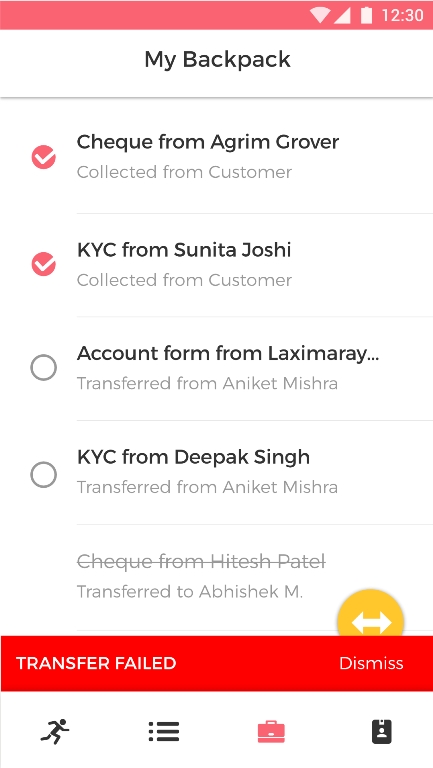 12:30
My Backpack
Cheque from Agrim Grover
Collected from Customer
KYC from Sunita Joshi
Collected from Customer
Account form from Laximaray...
Transferred from Aniket Mishra
KYC from Deepak Singh
Transferred from Aniket Mishra
Cheque from Hitesh Patel
Transferred to Abhishek M.
TRANSFER FAILED Dismiss